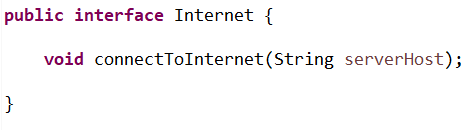 public interface Internet {
void connectToInternet(String serverHost);
}